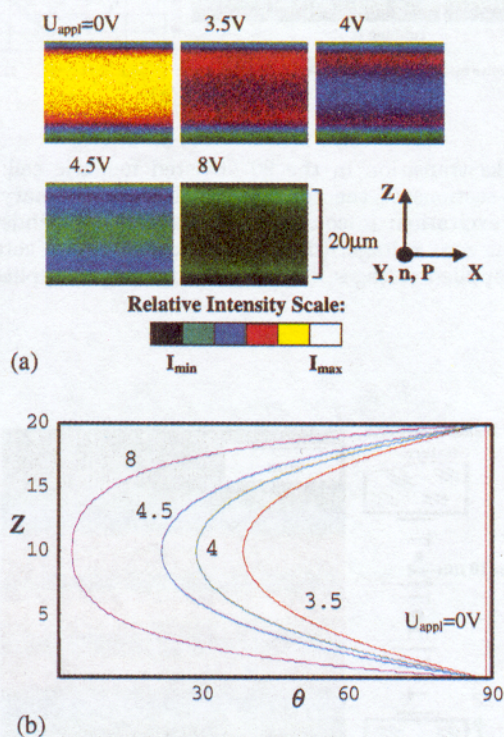 U_appl=0V 3.5V 4V
4.5V 8V
20μm
Z
Y, n, P X
Relative Intensity Scale:
I_min I_max
(a)
20
15
Z 10
5
8
4.5
4
3.5
U_appl=0V
30 θ 60 90
(b)